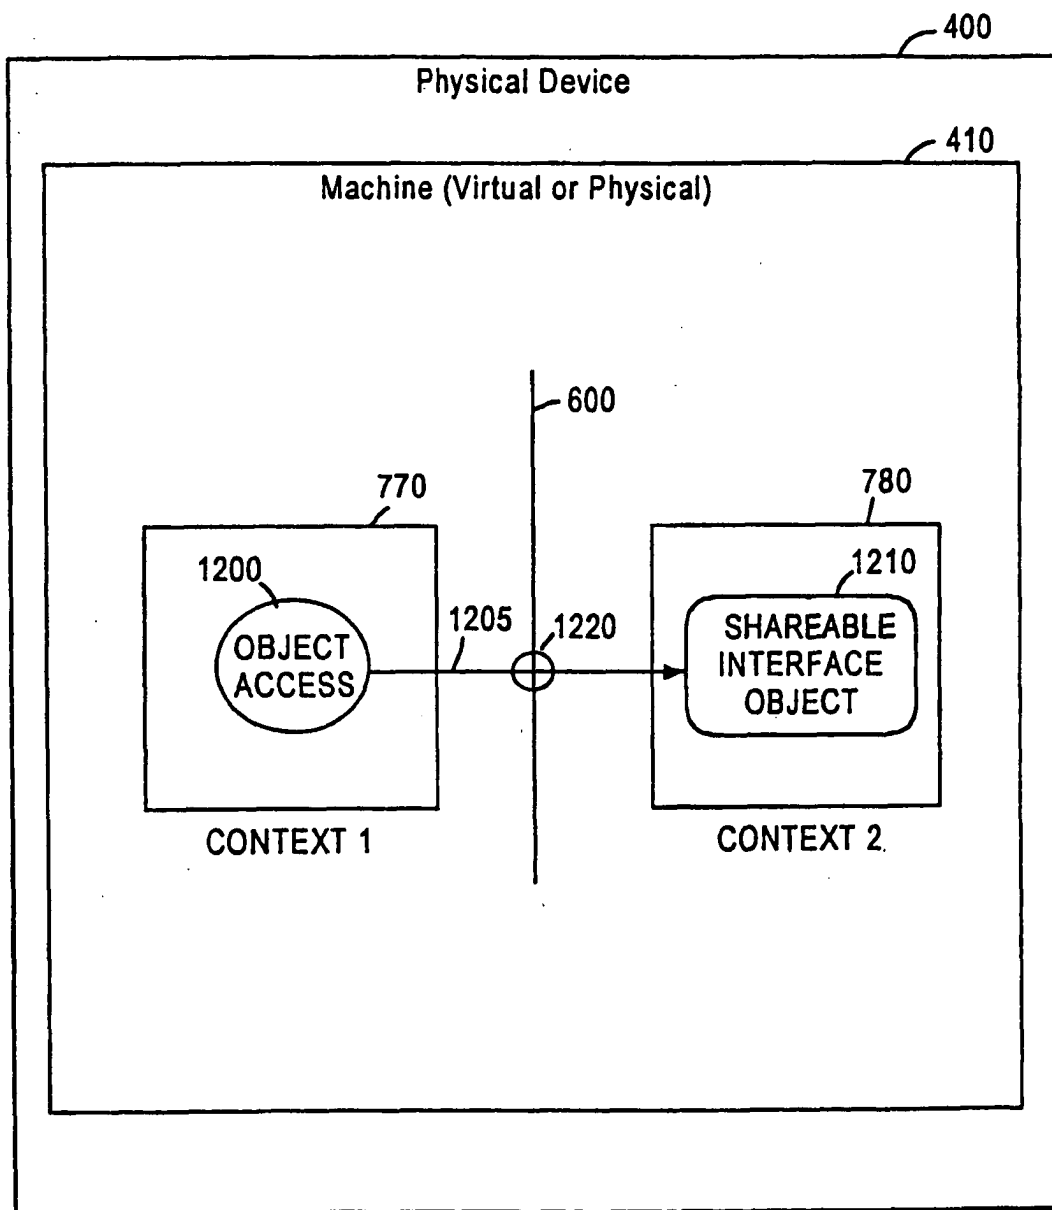 400
Physical Device
410
Machine (Virtual or Physical)
600
770
780
1200
1210
1205
1220
OBJECT
ACCESS
SHAREABLE
INTERFACE
OBJECT
CONTEXT 1
CONTEXT 2